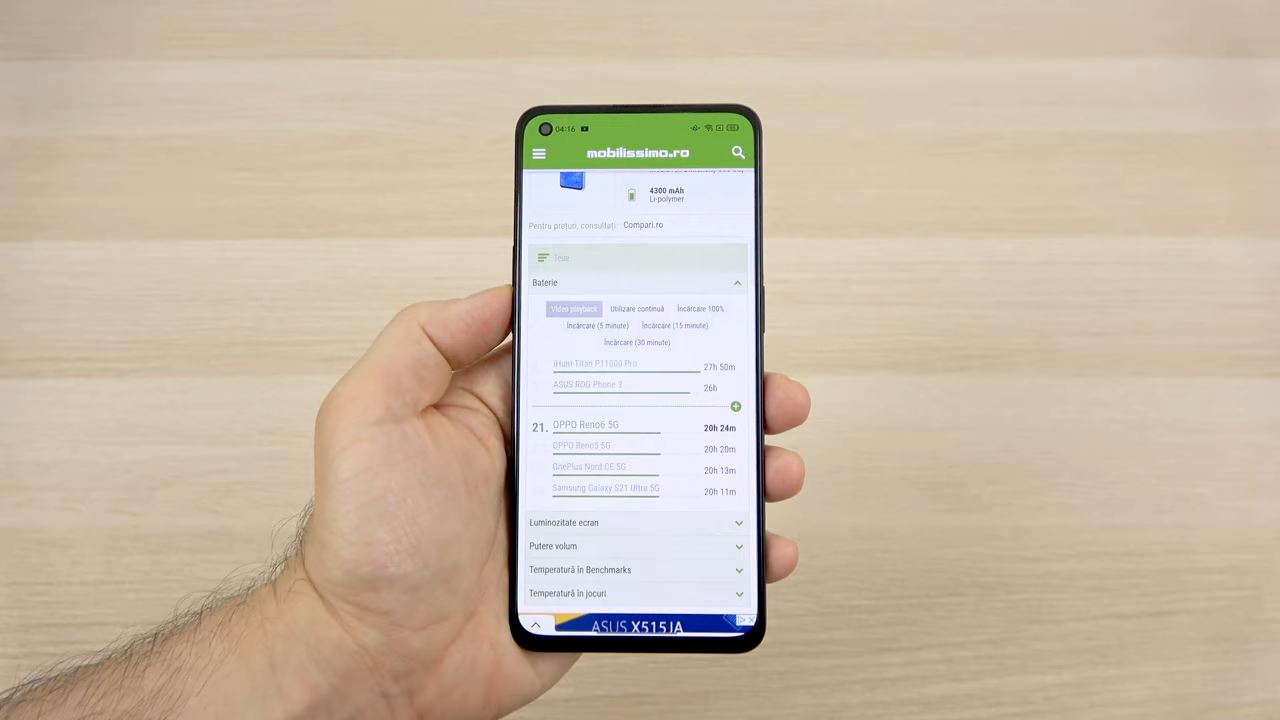 04:16
mobilissimo.ro
4300 mAh
Li-polymer
Pentru prețuri, consultați: Compari.ro
Teste
Baterie
Video playback Utilizare continuă Încărcare 100%
Încărcare (5 minute) Încărcare (15 minute)
Încărcare (30 minute)
iHunt Titan P11000 Pro 27h 50m
ASUS ROG Phone 3 26h
21. OPPO Reno6 5G 20h 24m
OPPO Reno5 5G 20h 20m
OnePlus Nord CE 5G 20h 13m
Samsung Galaxy S21 Ultra 5G 20h 11m
Luminozitate ecran
Putere volum
Temperatură în Benchmarks
Temperatură în jocuri
ASUS X515JA